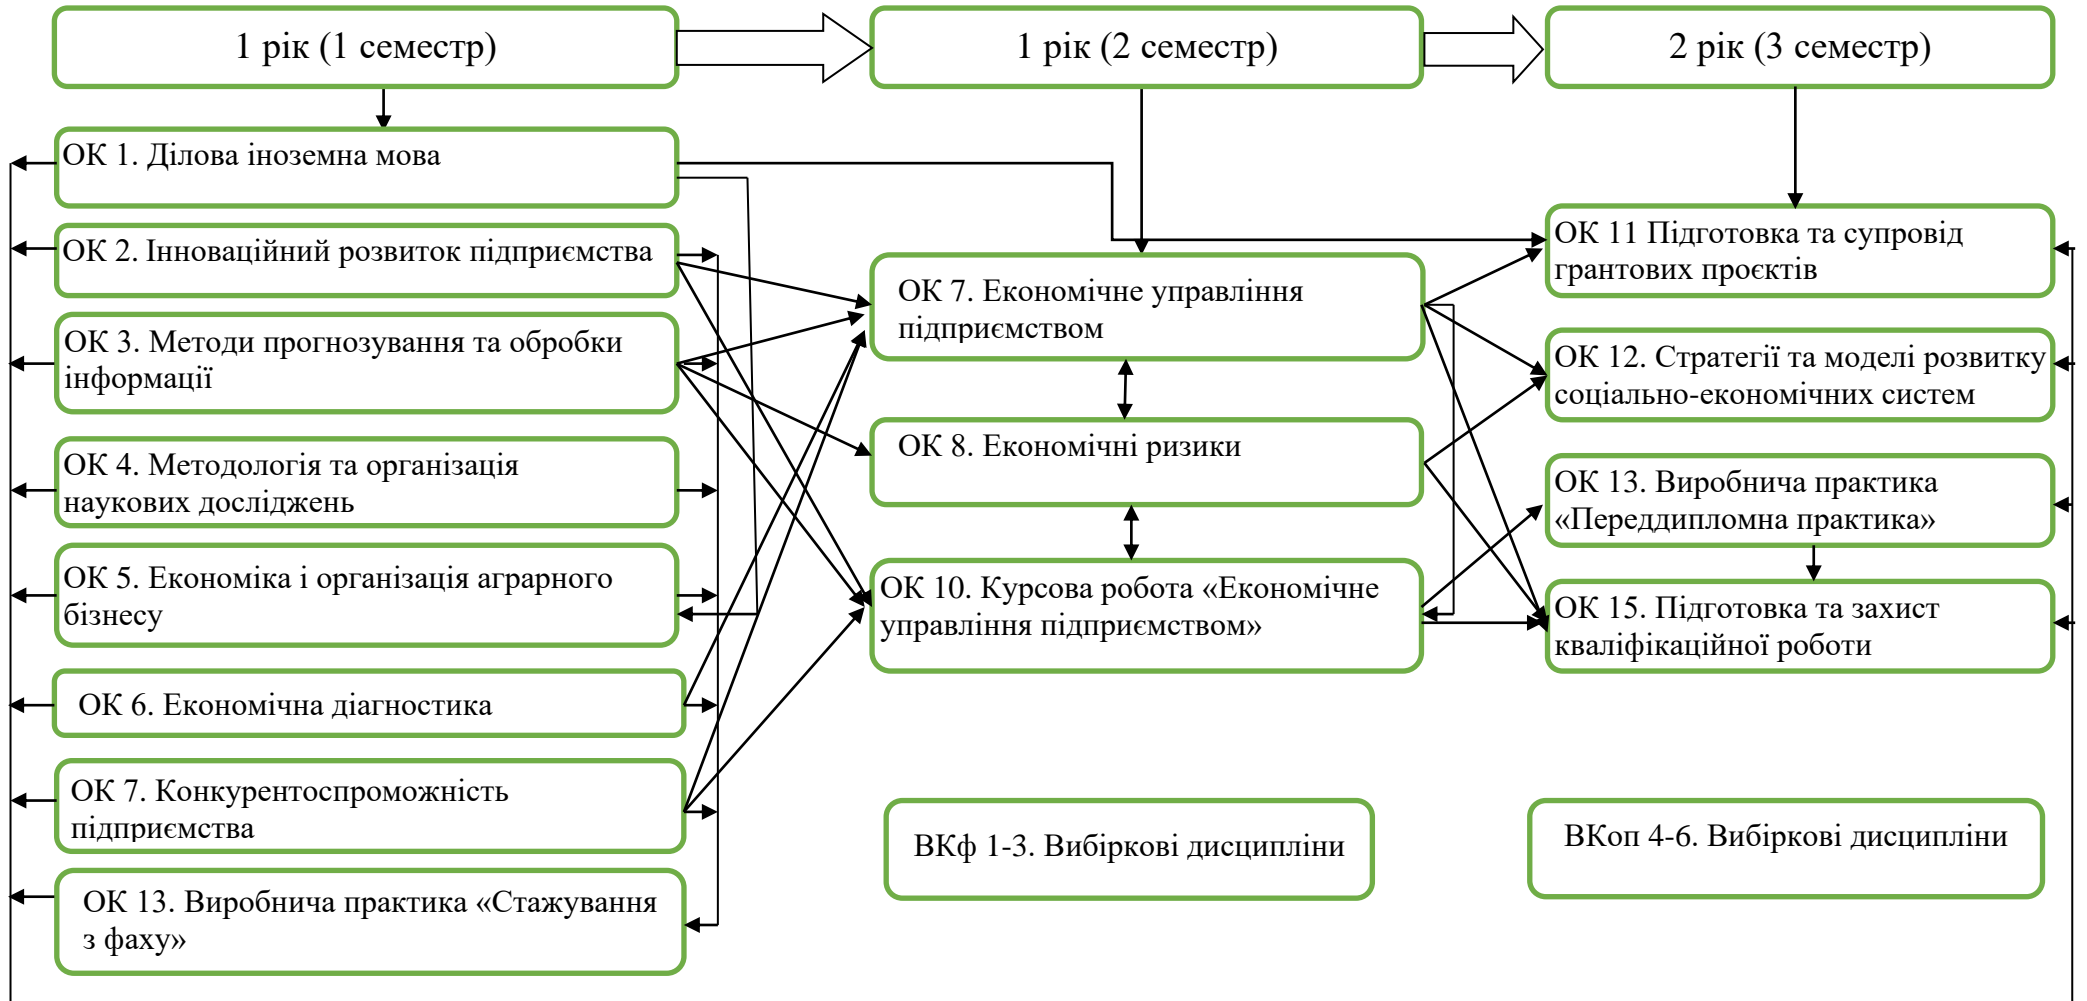 1 рік (1 семестр)
1 рік (2 семестр)
2 рік (3 семестр)
ОК 1. Ділова іноземна мова
ОК 2. Інноваційний розвиток підприємства
ОК 3. Методи прогнозування та обробки
інформації
ОК 4. Методологія та організація
наукових досліджень
ОК 5. Економіка і організація аграрного
бізнесу
ОК 6. Економічна діагностика
ОК 7. Конкурентоспроможність
підприємства
ОК 13. Виробнича практика «Стажування
з фаху»
ОК 7. Економічне управління
підприємством
ОК 8. Економічні ризики
ОК 10. Курсова робота «Економічне
управління підприємством»
ВКф 1-3. Вибіркові дисципліни
ОК 11 Підготовка та супровід
грантових проєктів
ОК 12. Стратегії та моделі розвитку
соціально-економічних систем
ОК 13. Виробнича практика
«Переддипломна практика»
ОК 15. Підготовка та захист
кваліфікаційної роботи
ВКоп 4-6. Вибіркові дисципліни